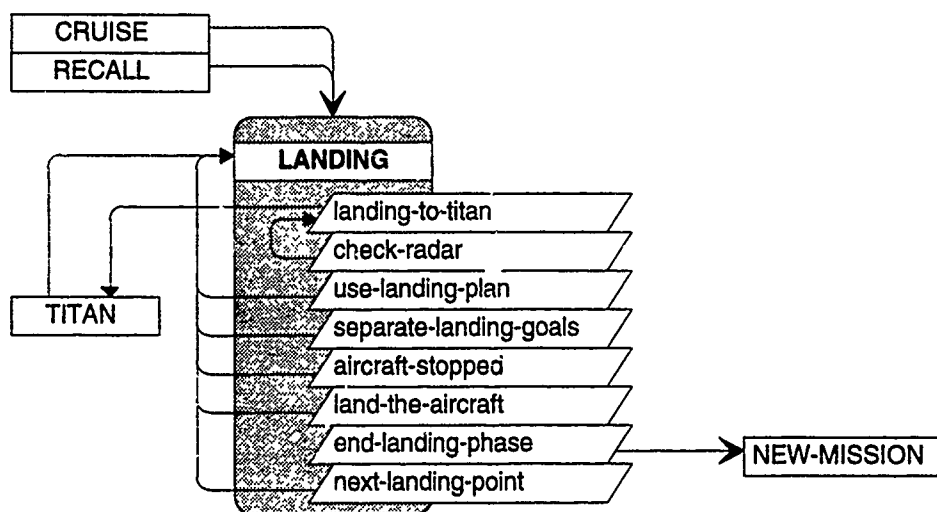 CRUISE
RECALL
LANDING
landing-to-titan
check-radar
use-landing-plan
TITAN
separate-landing-goals
aircraft-stopped
land-the-aircraft
end-landing-phase
NEW-MISSION
next-landing-point